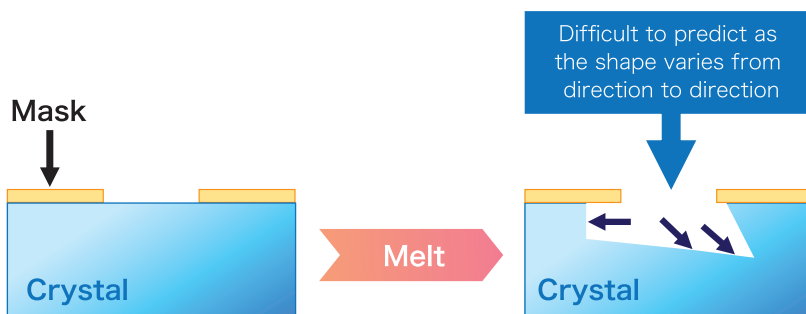 Difficult to predict as
the shape varies from
direction to direction
Mask
Melt
Crystal
Crystal